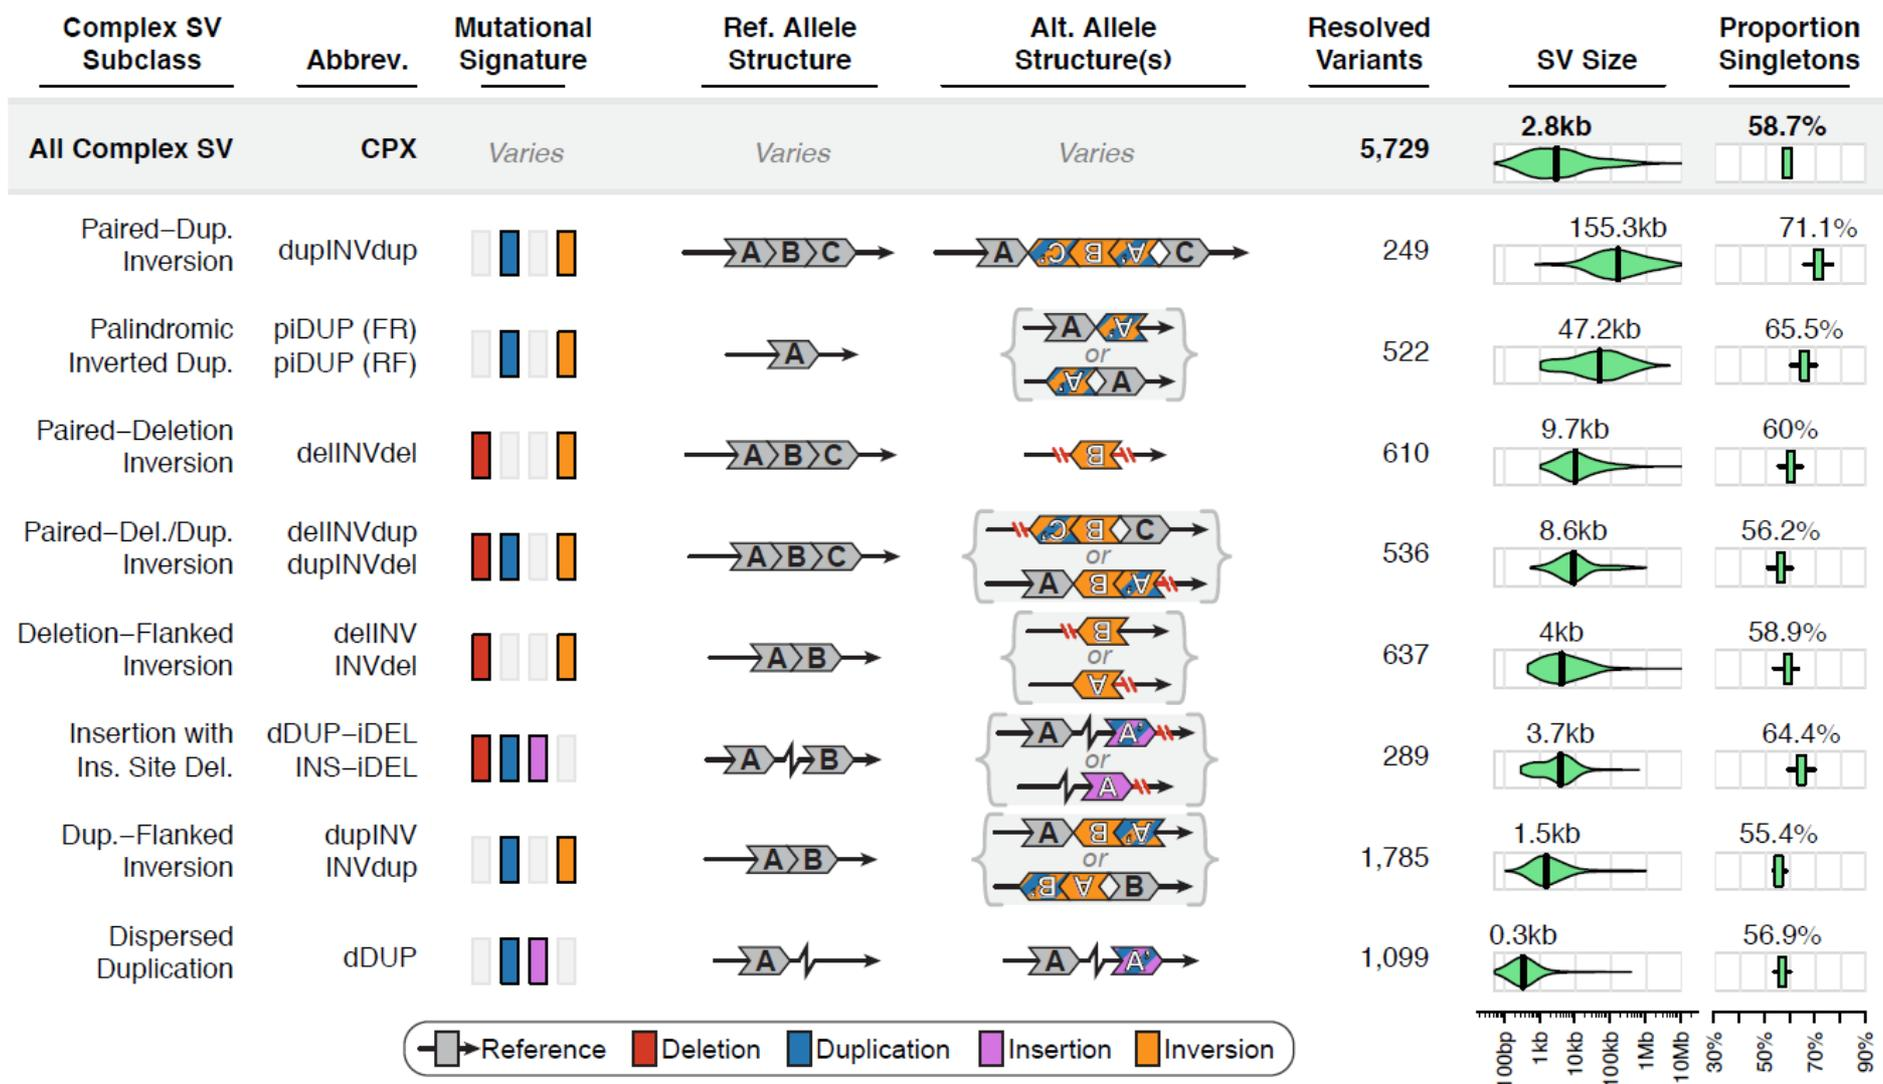 Complex SV Subclass
Abbrev.
Mutational Signature
Ref. Allele Structure
Alt. Allele Structure(s)
Resolved Variants
SV Size
Proportion Singletons
All Complex SV
CPX
Varies
Varies
Varies
5,729
2.8kb
58.7%
Paired–Dup. Inversion
dupINVdup
A B C
A C' B A' C
249
155.3kb
71.1%
Palindromic Inverted Dup.
piDUP (FR)
piDUP (RF)
A
A A'
or
A' A
522
47.2kb
65.5%
Paired–Deletion Inversion
delINVdel
A B C
B
610
9.7kb
60%
Paired–Del./Dup. Inversion
delINVdup
dupINVdel
A B C
C' B C
or
A B A'
536
8.6kb
56.2%
Deletion–Flanked Inversion
delINV
INVdel
A B
B
or
A
637
4kb
58.9%
Insertion with Ins. Site Del.
dDUP–iDEL
INS–iDEL
A B
A A'
or
A
289
3.7kb
64.4%
Dup.–Flanked Inversion
dupINV
INVdup
A B
A B A'
or
B' A B
1,785
1.5kb
55.4%
Dispersed Duplication
dDUP
A
A A'
1,099
0.3kb
56.9%
Reference
Deletion
Duplication
Insertion
Inversion
100bp
1kb
10kb
100kb
1Mb
10Mb
30%
50%
70%
90%